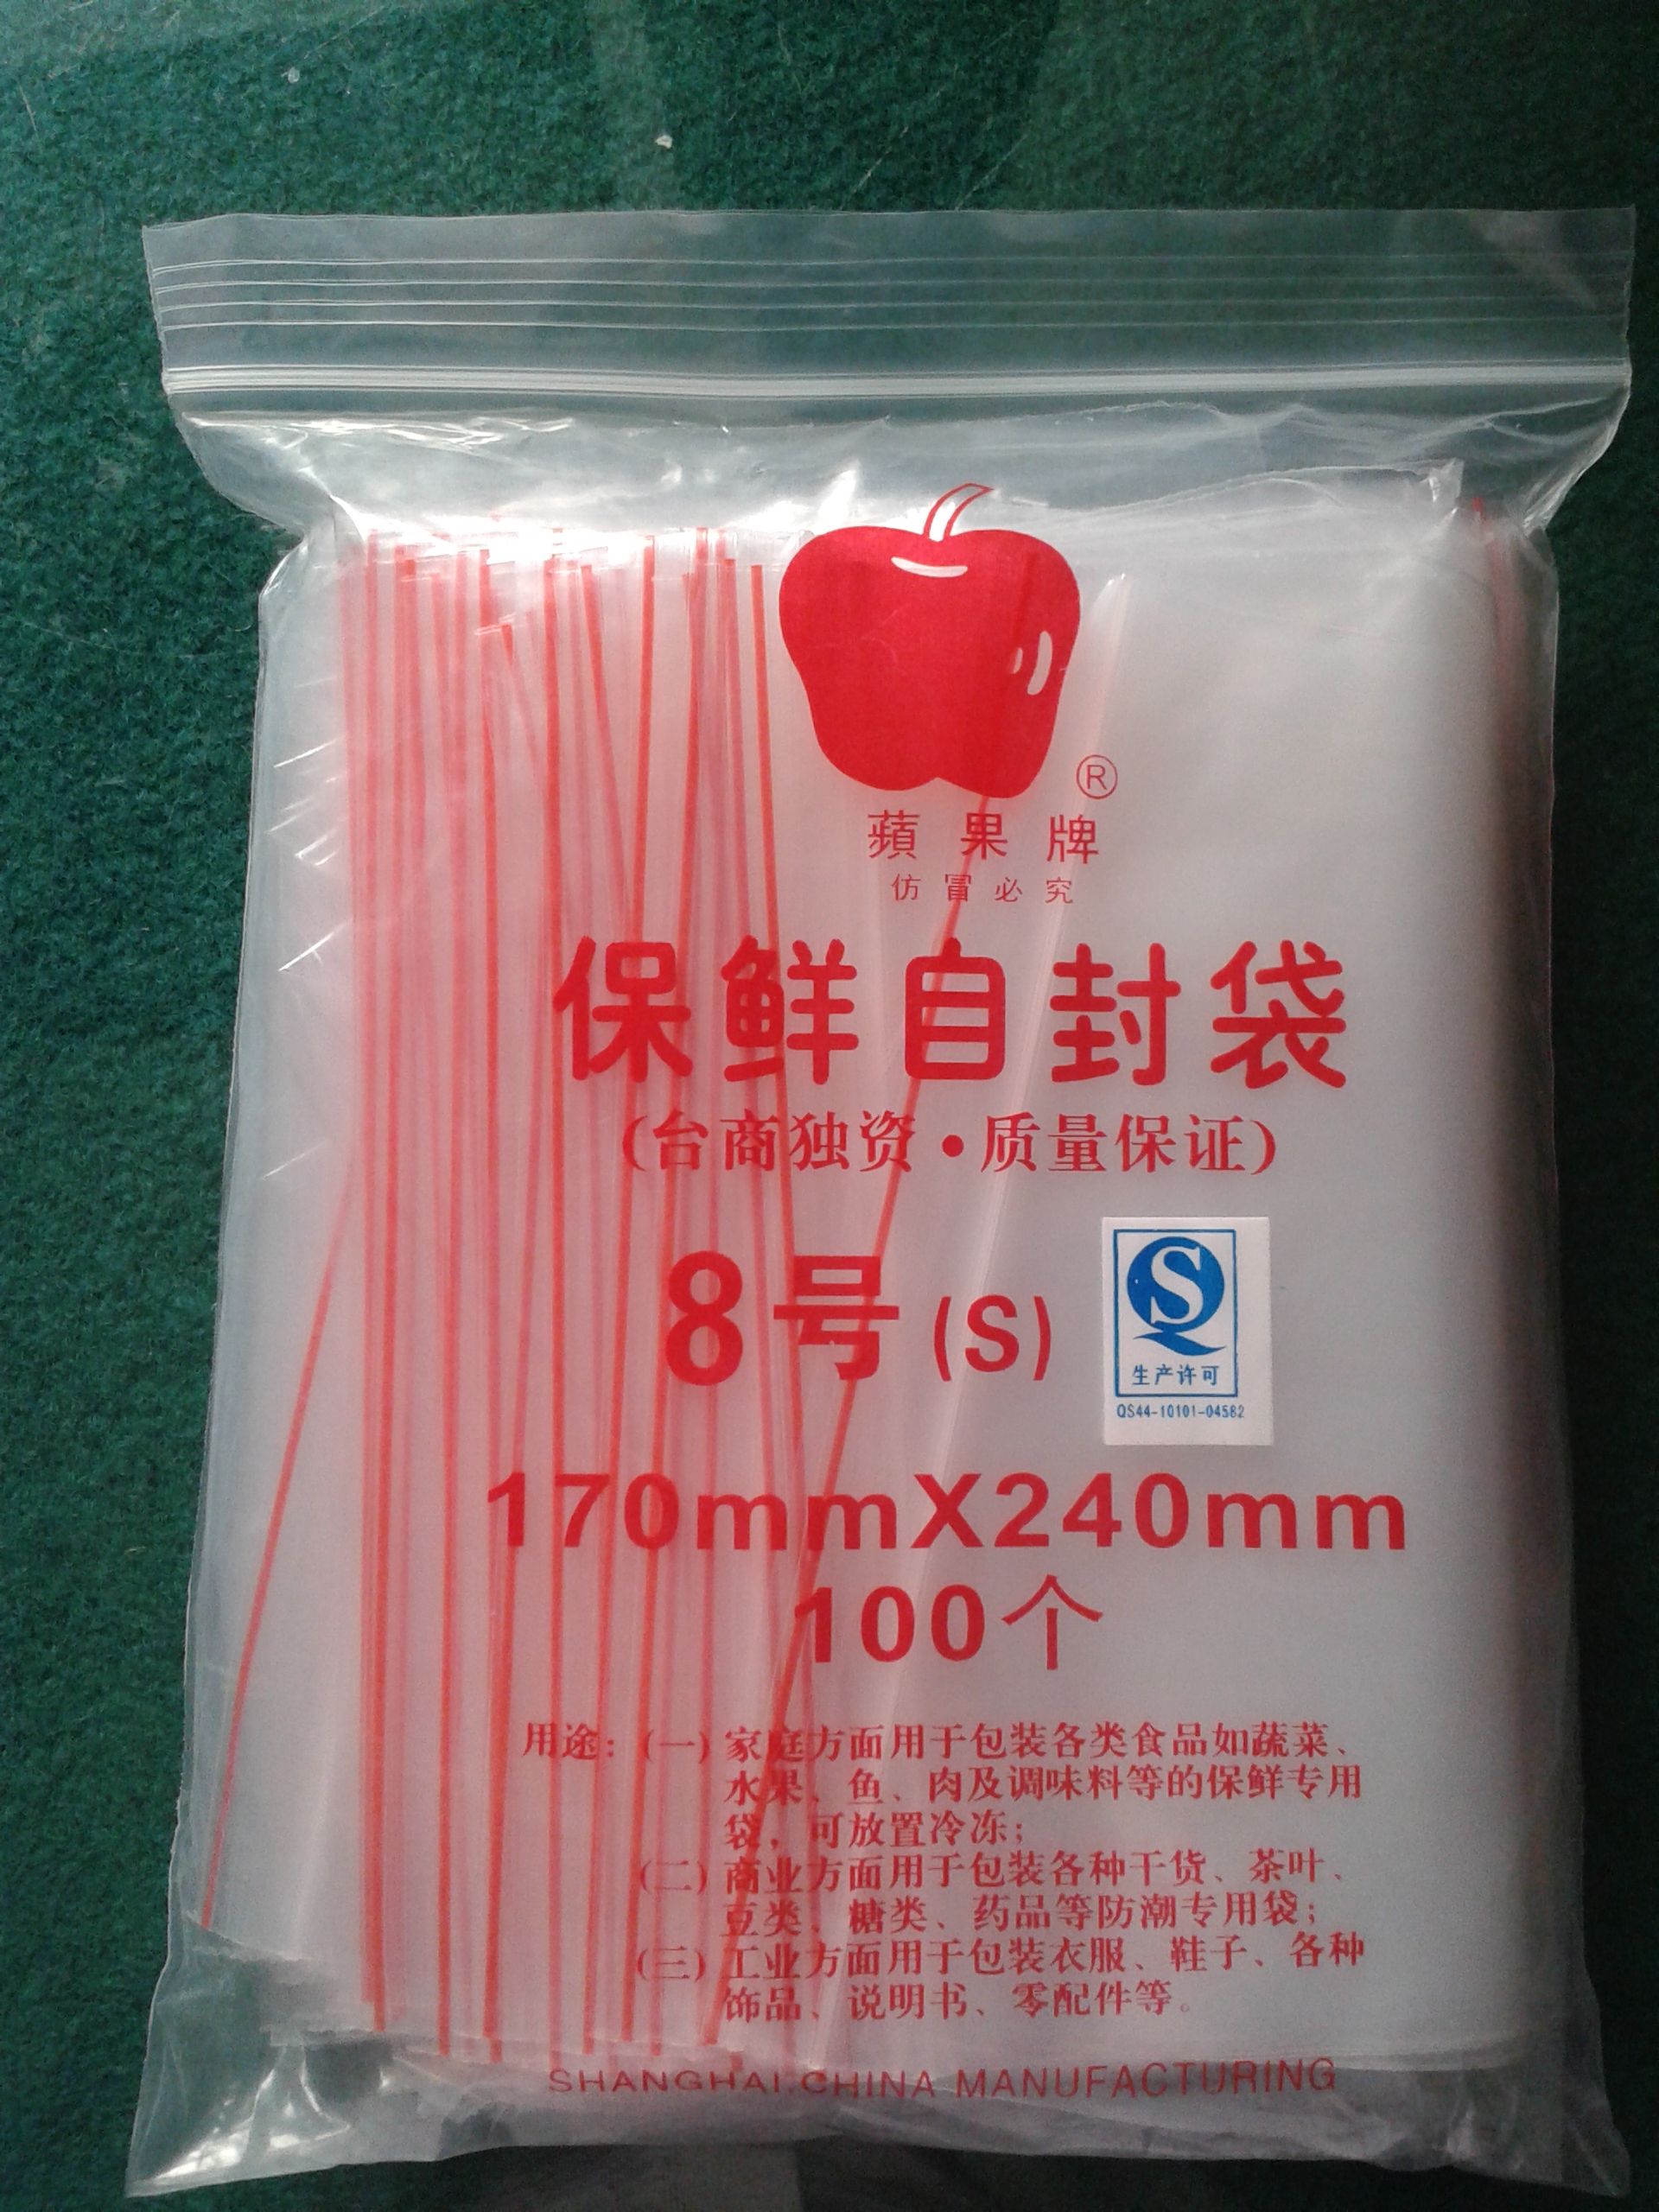 ®
蘋果牌
仿冒必究
保鲜自封袋
(台商独资•质量保证)
8号(S)
生产许可
QS44-10101-04582
170mmX240mm
100个
用途:(一)家庭方面用于包装各类食品如蔬菜、
水果、鱼、肉及调味料等的保鲜专用
袋,可放置冷冻;
(二)商业方面用于包装各种干货、茶叶、
豆类、糖类、药品等防潮专用袋;
(三)工业方面用于包装衣服、鞋子、各种
饰品、说明书、零配件等。
SHANGHAI.CHINA MANUFACTURING